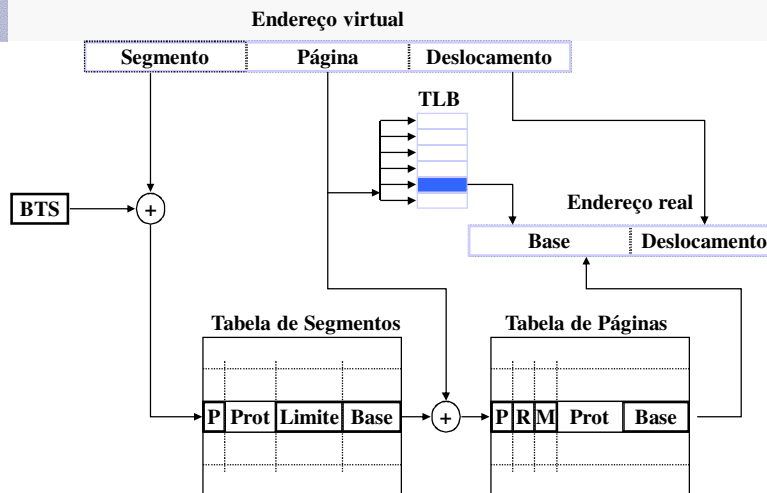 Endereço virtual
Segmento Página Deslocamento
TLB
BTS
+
Endereço real
Base Deslocamento
Tabela de Segmentos
Tabela de Páginas
P Prot Limite Base
+
P R M Prot Base